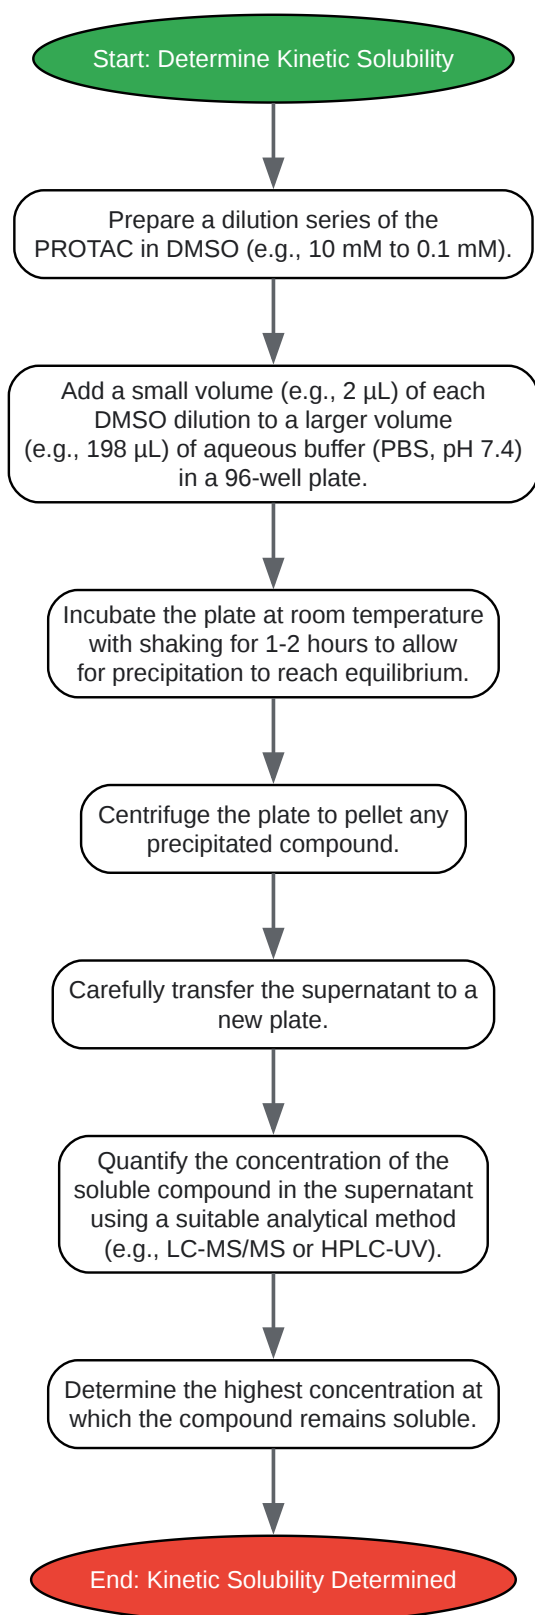 Start: Determine Kinetic Solubility
Prepare a dilution series of the
PROTAC in DMSO (e.g., 10 mM to 0.1 mM).
Add a small volume (e.g., 2 µL) of each
DMSO dilution to a larger volume
(e.g., 198 µL) of aqueous buffer (PBS, pH 7.4)
in a 96-well plate.
Incubate the plate at room temperature
with shaking for 1-2 hours to allow
for precipitation to reach equilibrium.
Centrifuge the plate to pellet any
precipitated compound.
Carefully transfer the supernatant to a
new plate.
Quantify the concentration of the
soluble compound in the supernatant
using a suitable analytical method
(e.g., LC-MS/MS or HPLC-UV).
Determine the highest concentration at
which the compound remains soluble.
End: Kinetic Solubility Determined